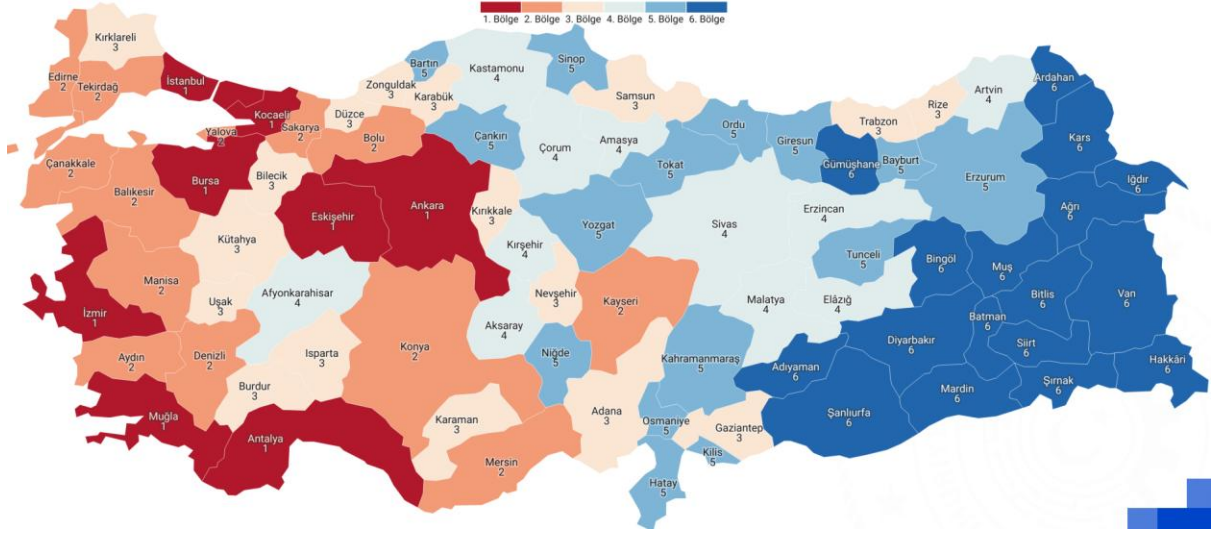 1. Bölge 2. Bölge 3. Bölge 4. Bölge 5. Bölge 6. Bölge
Kırklareli
3
Edirne
2
Tekirdağ
2
İstanbul
1
Kocaeli
1
Yalova
2
Sakarya
2
Düzce
3
Zonguldak
3
Bartın
5
Karabük
3
Kastamonu
4
Sinop
5
Samsun
3
Bolu
2
Çankırı
5
Çorum
4
Amasya
4
Tokat
5
Ordu
5
Giresun
5
Trabzon
3
Rize
3
Artvin
4
Ardahan
6
Gümüşhane
6
Bayburt
5
Erzurum
5
Kars
6
Iğdır
6
Ağrı
6
Çanakkale
2
Balıkesir
2
Bursa
1
Bilecik
3
Eskişehir
1
Ankara
1
Kırıkkale
3
Kırşehir
4
Yozgat
5
Sivas
4
Erzincan
4
Tunceli
5
Bingöl
6
Muş
6
Bitlis
6
Van
6
Kütahya
3
Manisa
2
Uşak
3
Afyonkarahisar
4
İzmir
1
Aydın
2
Denizli
2
Isparta
3
Burdur
3
Konya
2
Aksaray
4
Nevşehir
3
Kayseri
2
Niğde
5
Malatya
4
Elâzığ
4
Kahramanmaraş
5
Adıyaman
6
Diyarbakır
6
Batman
6
Siirt
6
Şırnak
6
Hakkâri
6
Mardin
6
Şanlıurfa
6
Muğla
1
Antalya
1
Karaman
3
Mersin
2
Adana
3
Osmaniye
5
Gaziantep
3
Kilis
5
Hatay
5